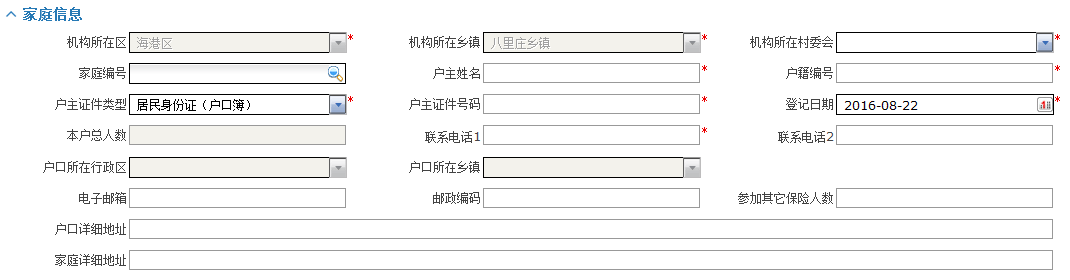 家庭信息
机构所在区 海港区 * 机构所在乡镇 八里庄乡镇 * 机构所在村委会 *
家庭编号 户主姓名 * 户籍编号 *
户主证件类型 居民身份证（户口簿） * 户主证件号码 * 登记日期 2016-08-22 *
本户总人数 联系电话1 * 联系电话2
户口所在行政区 户口所在乡镇
电子邮箱 邮政编码 参加其它保险人数
户口详细地址
家庭详细地址